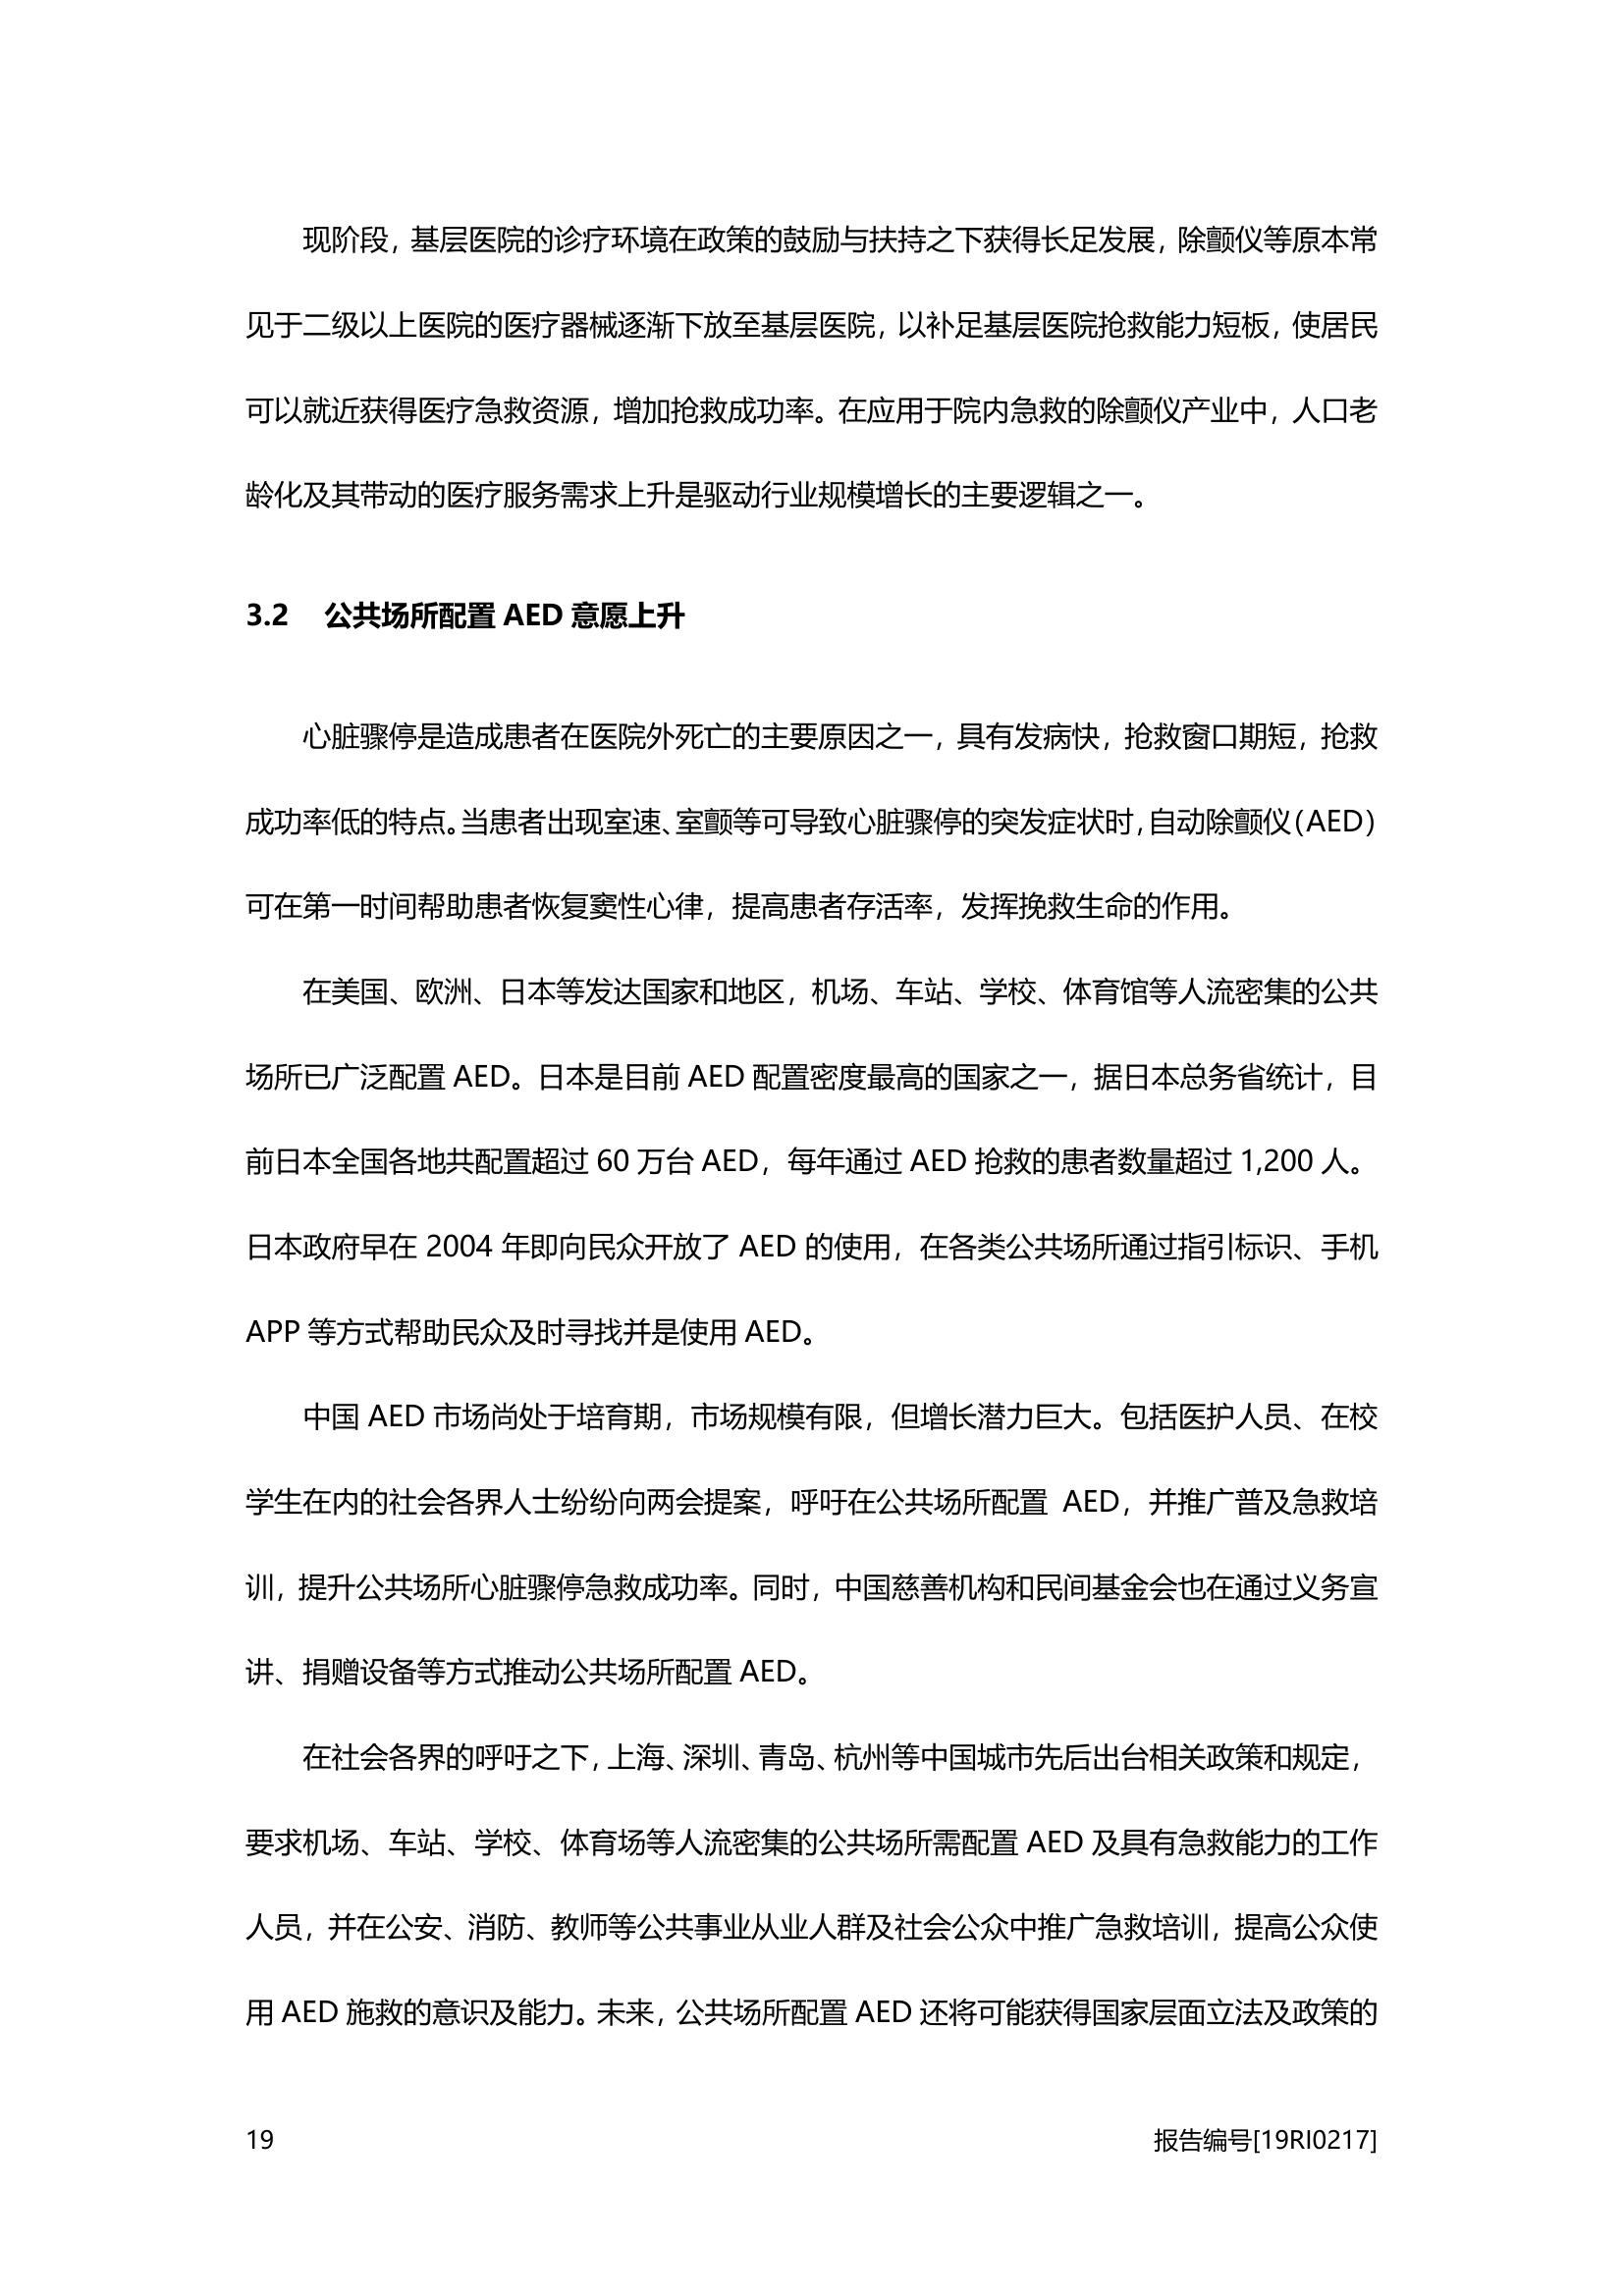 现阶段，基层医院的诊疗环境在政策的鼓励与扶持之下获得长足发展，除颤仪等原本常
见于二级以上医院的医疗器械逐渐下放至基层医院，以补足基层医院抢救能力短板，使居民
可以就近获得医疗急救资源，增加抢救成功率。在应用于院内急救的除颤仪产业中，人口老
龄化及其带动的医疗服务需求上升是驱动行业规模增长的主要逻辑之一。
3.2 公共场所配置 AED 意愿上升
心脏骤停是造成患者在医院外死亡的主要原因之一，具有发病快，抢救窗口期短，抢救
成功率低的特点。当患者出现室速、室颤等可导致心脏骤停的突发症状时，自动除颤仪（AED）
可在第一时间帮助患者恢复窦性心律，提高患者存活率，发挥挽救生命的作用。
在美国、欧洲、日本等发达国家和地区，机场、车站、学校、体育馆等人流密集的公共
场所已广泛配置 AED。日本是目前 AED 配置密度最高的国家之一，据日本总务省统计，目
前日本全国各地共配置超过 60 万台 AED，每年通过 AED 抢救的患者数量超过 1,200 人。
日本政府早在 2004 年即向民众开放了 AED 的使用，在各类公共场所通过指引标识、手机
APP 等方式帮助民众及时寻找并是使用 AED。
中国 AED 市场尚处于培育期，市场规模有限，但增长潜力巨大。包括医护人员、在校
学生在内的社会各界人士纷纷向两会提案，呼吁在公共场所配置 AED，并推广普及急救培
训，提升公共场所心脏骤停急救成功率。同时，中国慈善机构和民间基金会也在通过义务宣
讲、捐赠设备等方式推动公共场所配置 AED。
在社会各界的呼吁之下，上海、深圳、青岛、杭州等中国城市先后出台相关政策和规定，
要求机场、车站、学校、体育场等人流密集的公共场所需配置 AED 及具有急救能力的工作
人员，并在公安、消防、教师等公共事业从业人群及社会公众中推广急救培训，提高公众使
用 AED 施救的意识及能力。未来，公共场所配置 AED 还将可能获得国家层面立法及政策的
19 报告编号[19RI0217]